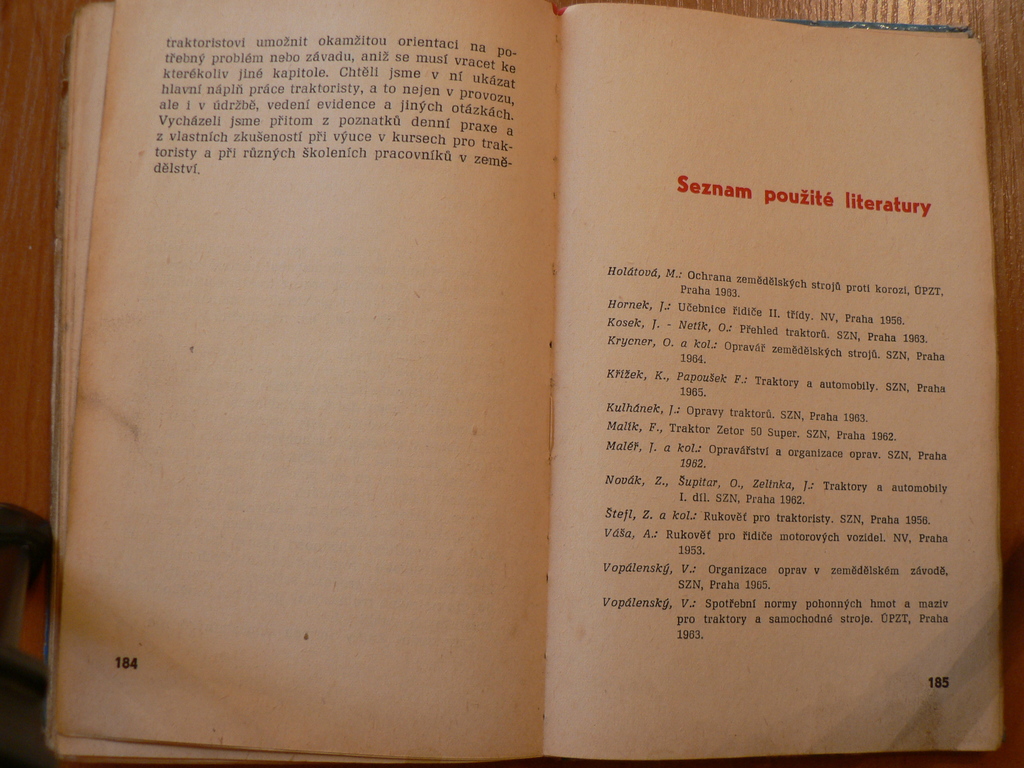 traktoristovi umožnit okamžitou orientaci na po-
třebný problém nebo závadu, aniž se musí vracet ke
kterékoliv jiné kapitole. Chtěli jsme v ní ukázat
hlavní náplň práce traktoristy, a to nejen v provozu,
ale i v údržbě, vedení evidence a jiných otázkách.
Vycházeli jsme přitom z poznatků denní praxe a
z vlastních zkušeností při výuce v kursech pro trak-
toristy a při různých školeních pracovníků v země-
dělství.
184
Seznam použité literatury
Holátová, M.: Ochrana zemědělských strojů proti korozi, ÚPZT,
Praha 1963.
Hornek, J.: Učebnice řidiče II. třídy. NV, Praha 1956.
Kosek, J. - Netík, O.: Přehled traktorů. SZN, Praha 1963.
Krycner, O. a kol.: Opravář zemědělských strojů. SZN, Praha
1964.
Křížek, K., Papoušek F.: Traktory a automobily. SZN, Praha
1965.
Kulhánek, J.: Opravy traktorů. SZN, Praha 1963.
Malík, F., Traktor Zetor 50 Super. SZN, Praha 1962.
Maléř, J. a kol.: Opravářství a organizace oprav. SZN, Praha
1962.
Novák, Z., Šupitar, O., Zelinka, J.: Traktory a automobily
I. díl. SZN, Praha 1962.
Štefl, Z. a kol.: Rukověť pro traktoristy. SZN, Praha 1956.
Váša, A.: Rukověť pro řidiče motorových vozidel. NV, Praha
1953.
Vopálenský, V.: Organizace oprav v zemědělském závodě,
SZN, Praha 1965.
Vopálenský, V.: Spotřební normy pohonných hmot a maziv
pro traktory a samochodné stroje. ÚPZT, Praha
1963.
185